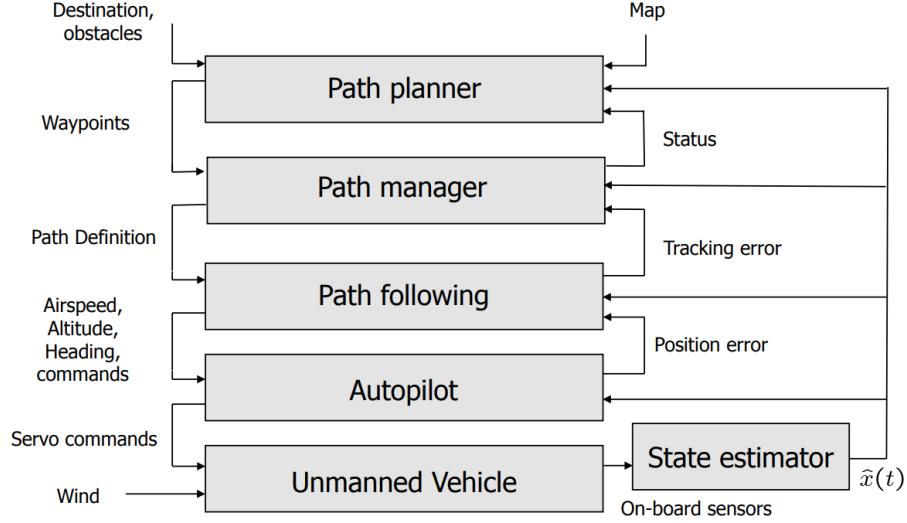 Destination,
obstacles
Map
Path planner
Waypoints
Status
Path manager
Path Definition
Tracking error
Path following
Airspeed,
Altitude,
Heading,
commands
Position error
Autopilot
Servo commands
State estimator
Unmanned Vehicle
x̂(t)
Wind
On-board sensors